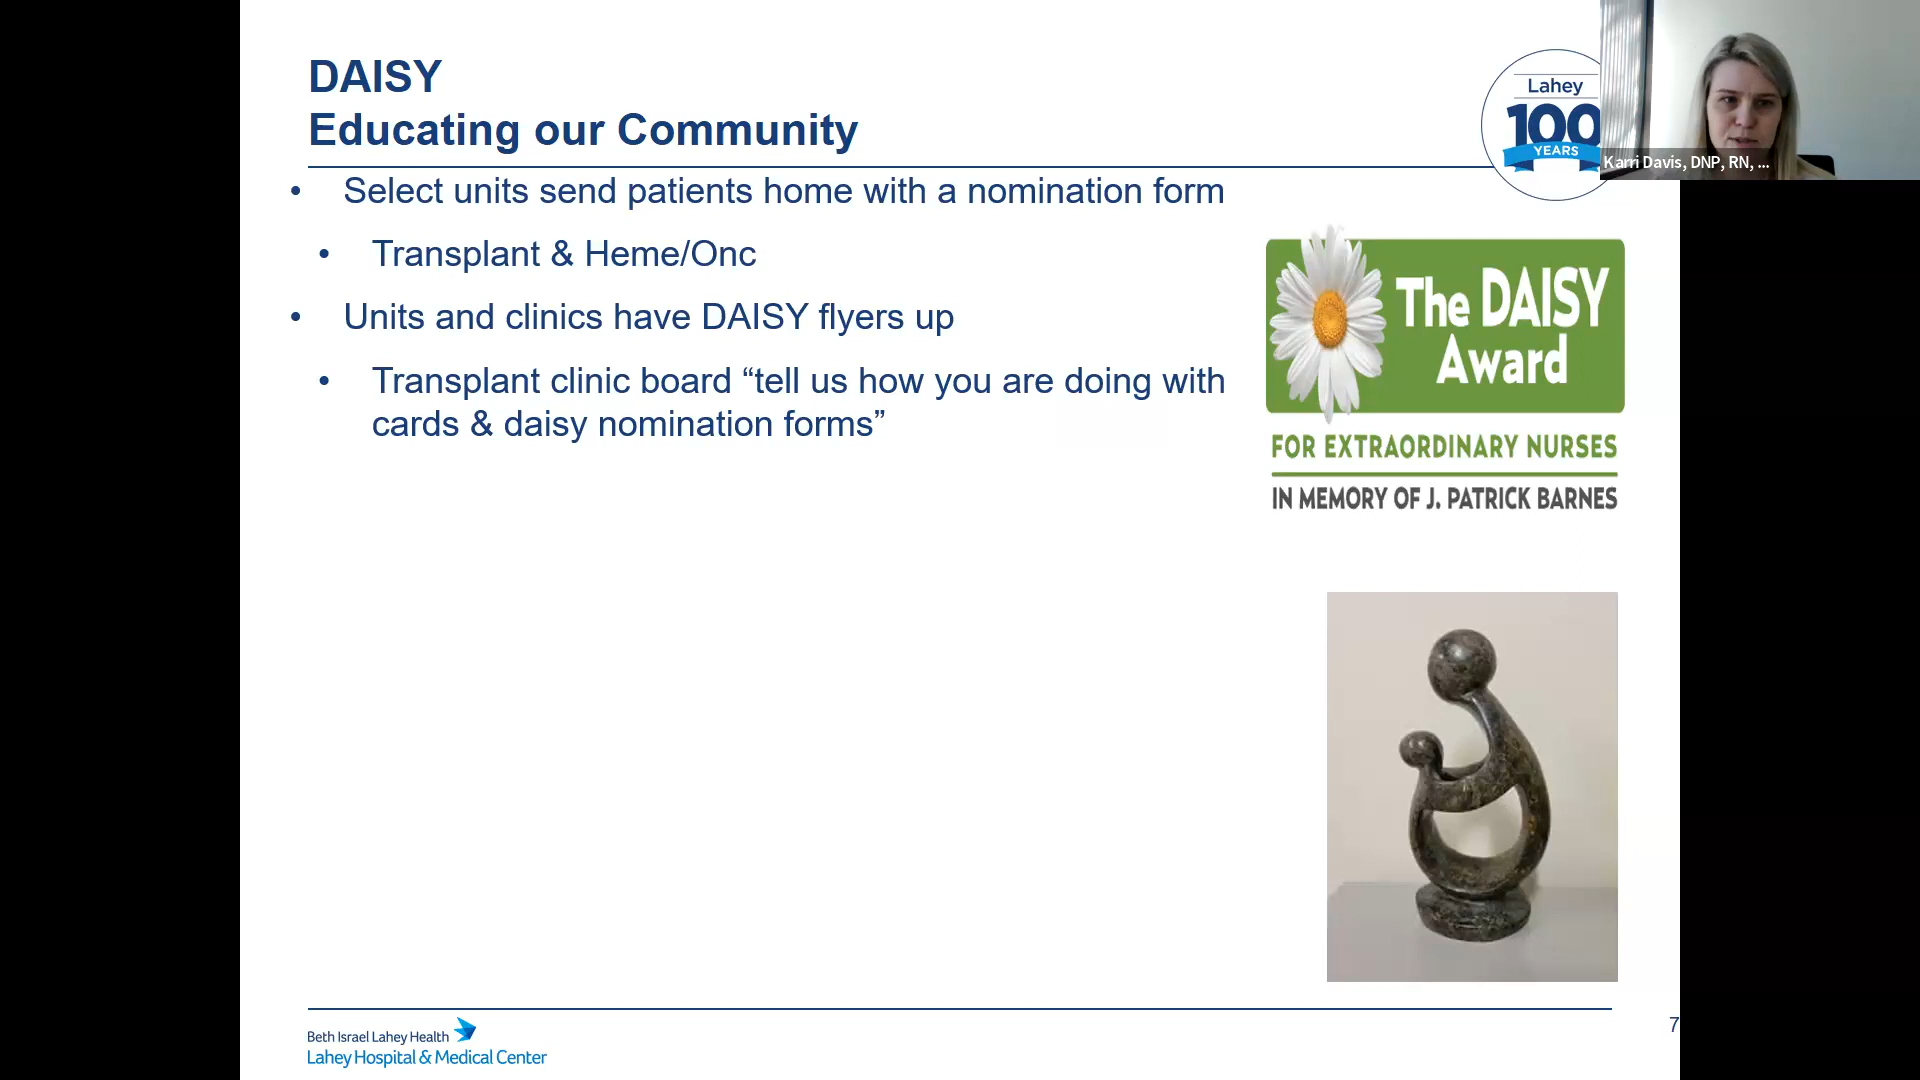 DAISY
Educating our Community
Lahey
100
YEARS
Karri Davis, DNP, RN, ...
• Select units send patients home with a nomination form
• Transplant & Heme/Onc
• Units and clinics have DAISY flyers up
• Transplant clinic board “tell us how you are doing with
cards & daisy nomination forms”
The DAISY
Award
FOR EXTRAORDINARY NURSES
IN MEMORY OF J. PATRICK BARNES
Beth Israel Lahey Health
Lahey Hospital & Medical Center
7